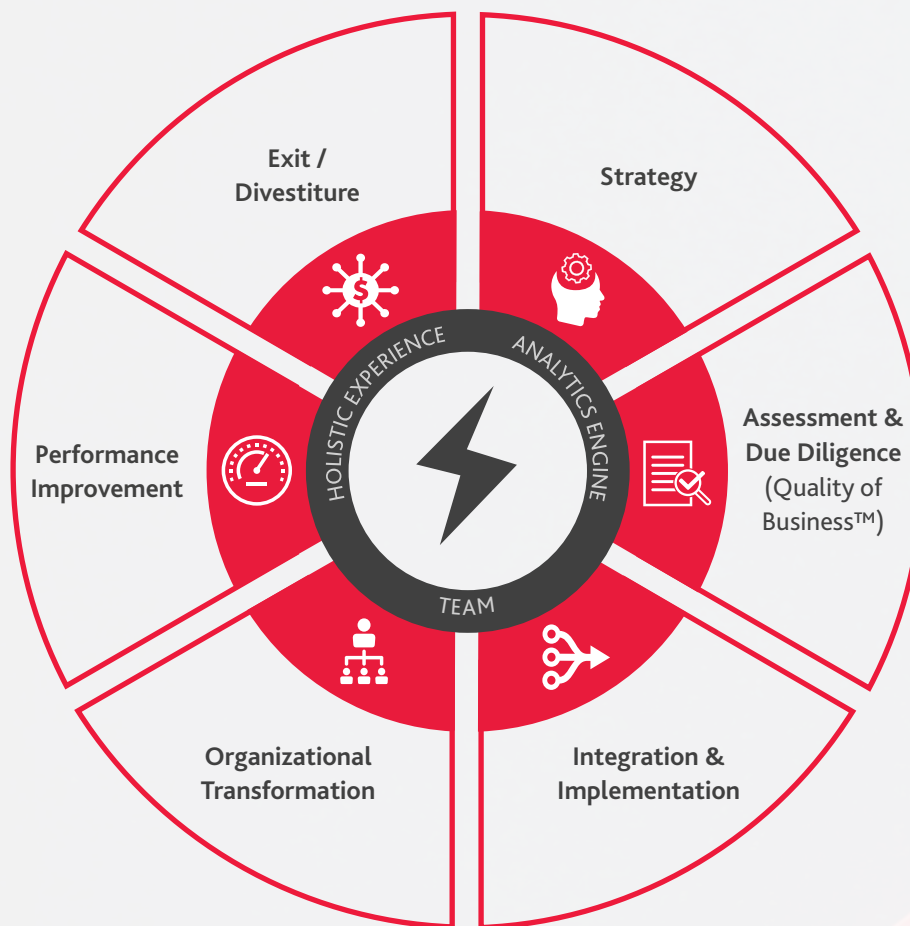 Exit /
Divestiture
Strategy
Performance
Improvement
Assessment &
Due Diligence
(Quality of
Business™)
Organizational
Transformation
Integration &
Implementation
HOLISTIC EXPERIENCE
ANALYTICS ENGINE
TEAM
$